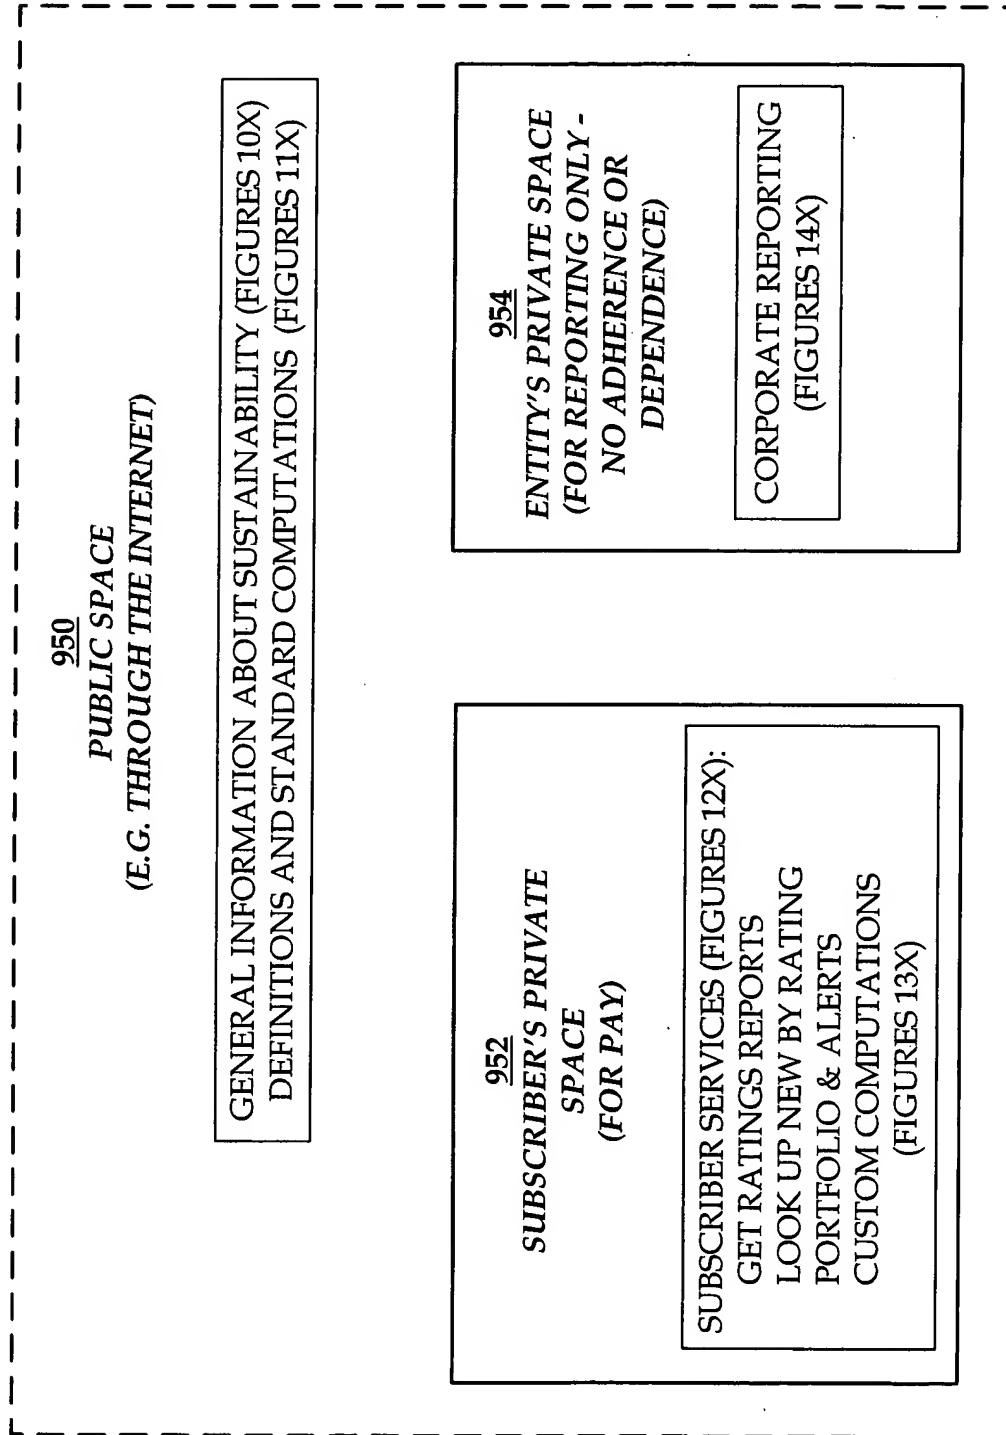 950
PUBLIC SPACE
(E.G. THROUGH THE INTERNET)
GENERAL INFORMATION ABOUT SUSTAINABILITY (FIGURES 10X)
DEFINITIONS AND STANDARD COMPUTATIONS (FIGURES 11X)
952
SUBSCRIBER'S PRIVATE
SPACE
(FOR PAY)
SUBSCRIBER SERVICES (FIGURES 12X):
GET RATINGS REPORTS
LOOK UP NEW BY RATING
PORTFOLIO & ALERTS
CUSTOM COMPUTATIONS
(FIGURES 13X)
954
ENTITY'S PRIVATE SPACE
(FOR REPORTING ONLY -
NO ADHERENCE OR
DEPENDENCE)
CORPORATE REPORTING
(FIGURES 14X)